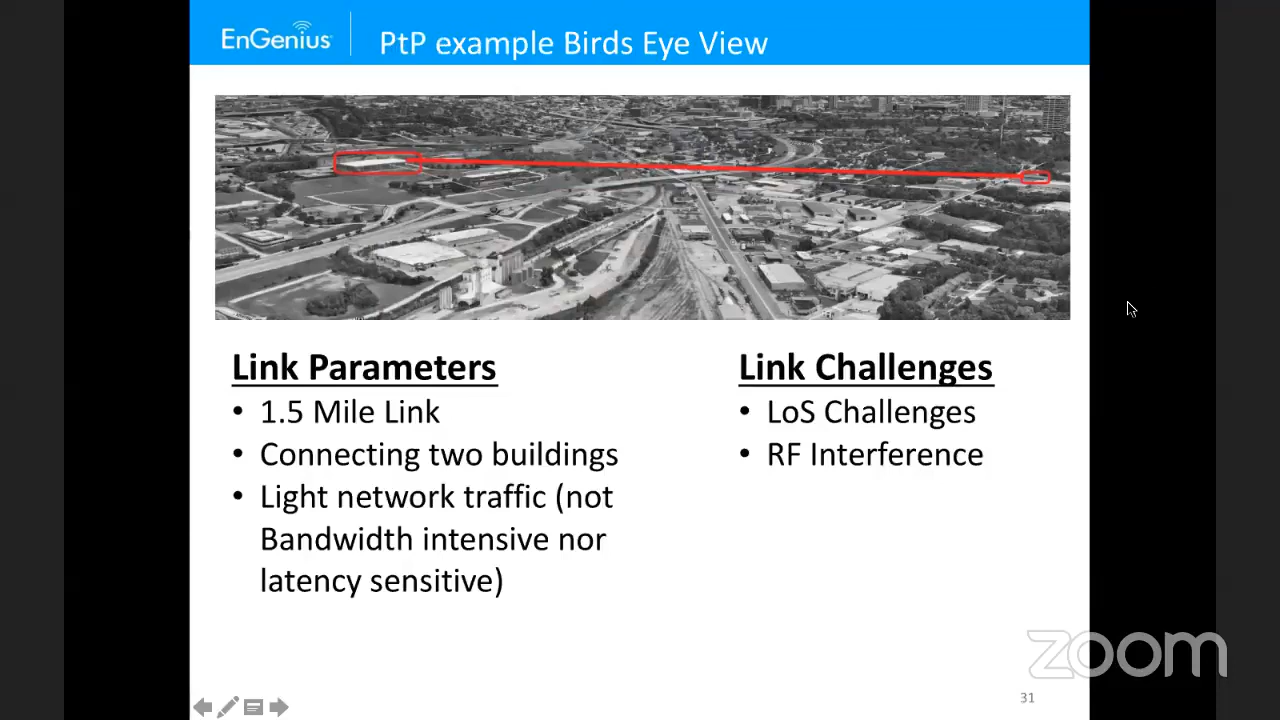 EnGenius
PtP example Birds Eye View
Link Parameters
• 1.5 Mile Link
• Connecting two buildings
• Light network traffic (not
Bandwidth intensive nor
latency sensitive)
Link Challenges
• LoS Challenges
• RF Interference
zoom
31